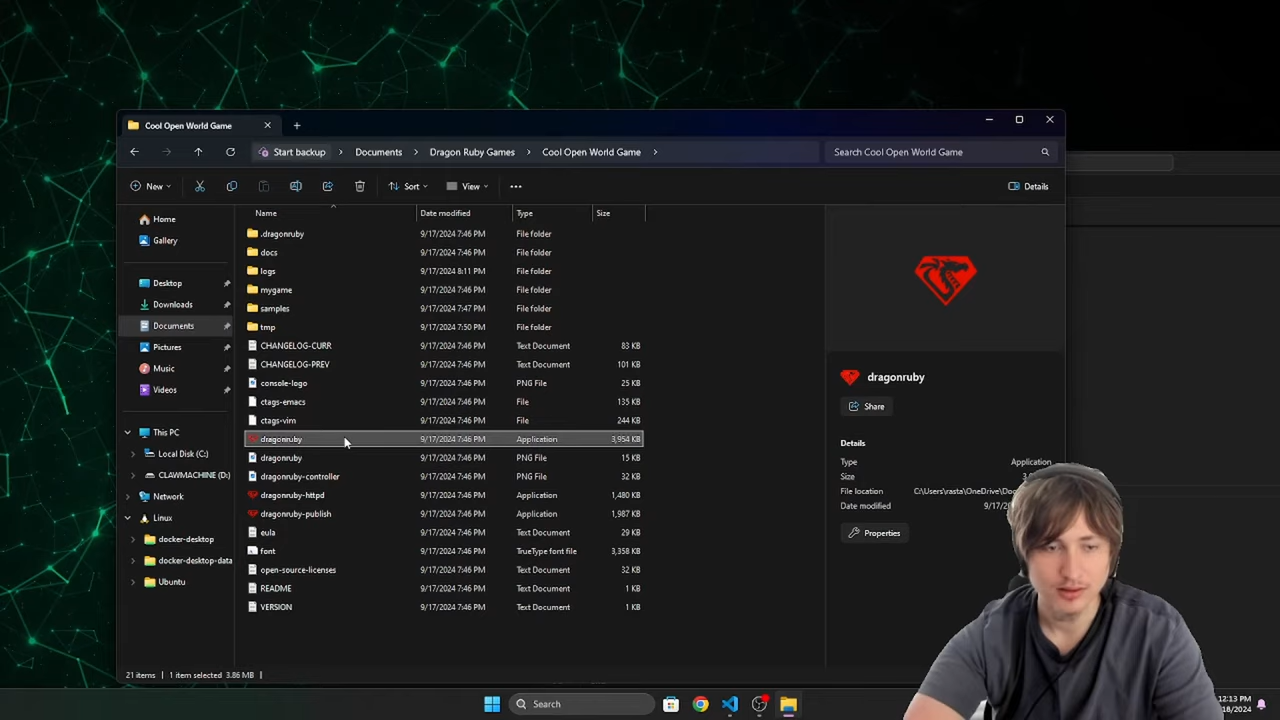 Cool Open World Game
Start backup > Documents > Dragon Ruby Games > Cool Open World Game >
Search Cool Open World Game
New
Sort
View
Details
Name Date modified Type Size
Home
Gallery
Desktop
Downloads
Documents
Pictures
Music
Videos
This PC
Local Disk (C:)
CLAWMACHINE (D:)
Network
Linux
docker-desktop
docker-desktop-data
Ubuntu
.dragonruby 9/17/2024 7:46 PM File folder
docs 9/17/2024 7:46 PM File folder
logs 9/17/2024 8:11 PM File folder
mygame 9/17/2024 7:46 PM File folder
samples 9/17/2024 7:47 PM File folder
tmp 9/17/2024 7:50 PM File folder
CHANGELOG-CURR 9/17/2024 7:46 PM Text Document 83 KB
CHANGELOG-PREV 9/17/2024 7:46 PM Text Document 101 KB
console-logo 9/17/2024 7:46 PM PNG File 25 KB
ctags-emacs 9/17/2024 7:46 PM File 135 KB
ctags-vim 9/17/2024 7:46 PM File 244 KB
dragonruby 9/17/2024 7:46 PM Application 3,954 KB
dragonruby 9/17/2024 7:46 PM PNG File 15 KB
dragonruby-controller 9/17/2024 7:46 PM PNG File 32 KB
dragonruby-httpd 9/17/2024 7:46 PM Application 1,480 KB
dragonruby-publish 9/17/2024 7:46 PM Application 1,987 KB
eula 9/17/2024 7:46 PM Text Document 29 KB
font 9/17/2024 7:46 PM TrueType font file 3,358 KB
open-source-licenses 9/17/2024 7:46 PM Text Document 32 KB
README 9/17/2024 7:46 PM Text Document 1 KB
VERSION 9/17/2024 7:46 PM Text Document 1 KB
dragonruby
Share
Details
Type Application
Size
File location C:\Users\rasta\OneDrive\Doc
Date modified 9/17/20
Properties
21 items | 1 item selected 3.86 MB
Search
12:13 PM
18/2024